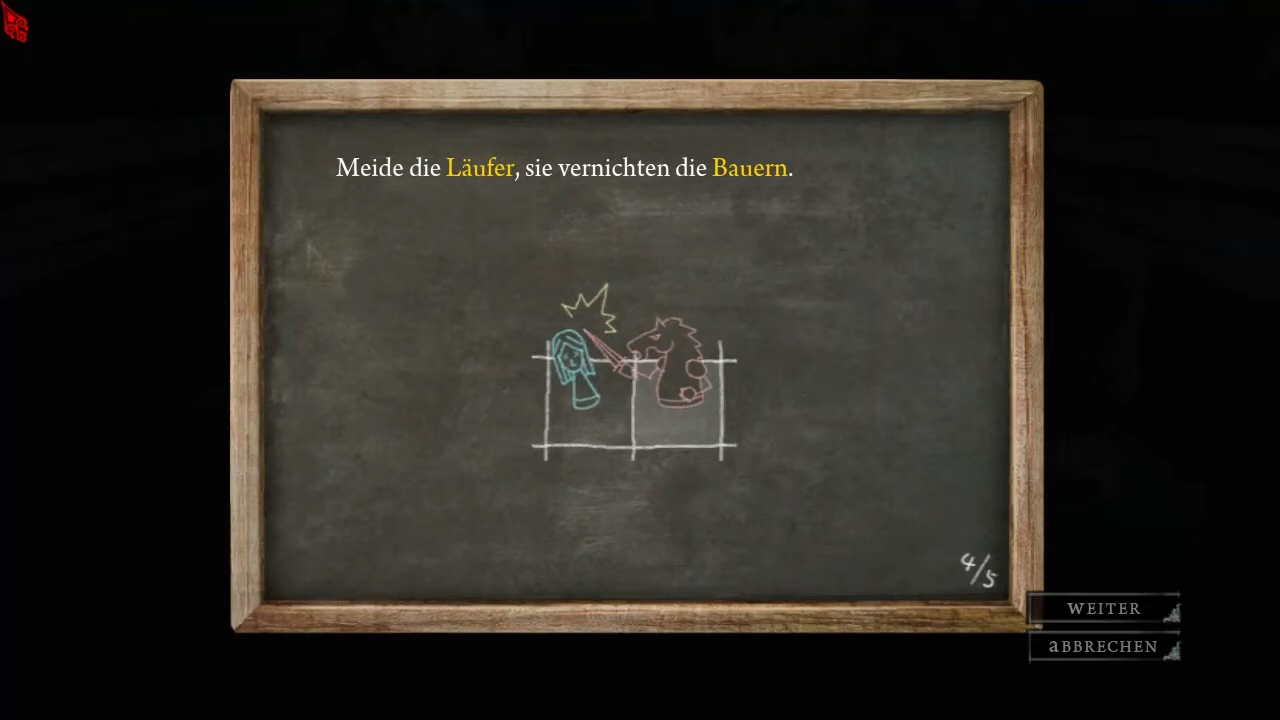 Meide die Läufer, sie vernichten die Bauern.
4/5
WEITER
aBBRECHEN